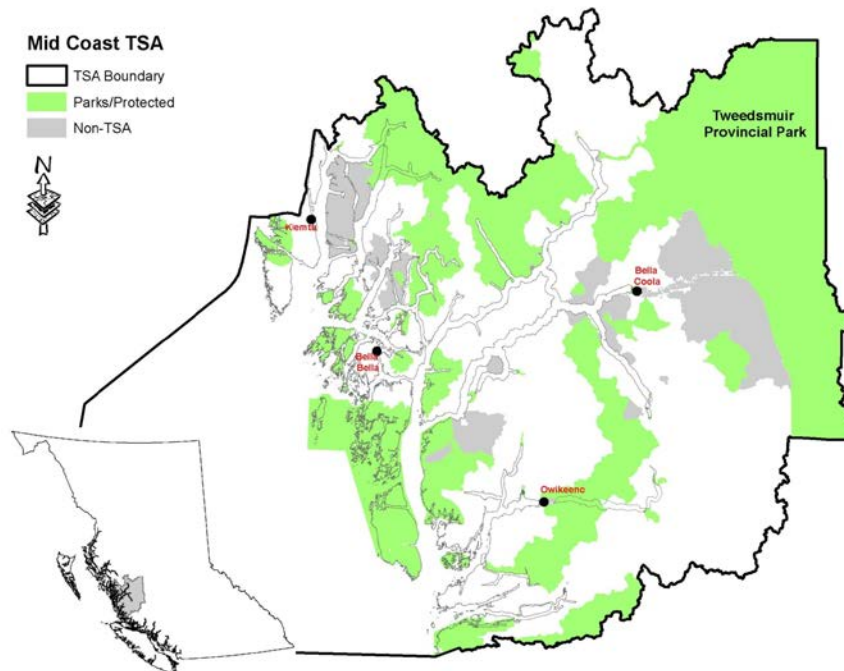 Mid Coast TSA
TSA Boundary
Parks/Protected
Non-TSA
N
Tweedsmuir
Provincial Park
Klemtu
Bella
Coola
Bella
Bella
Owikeeno